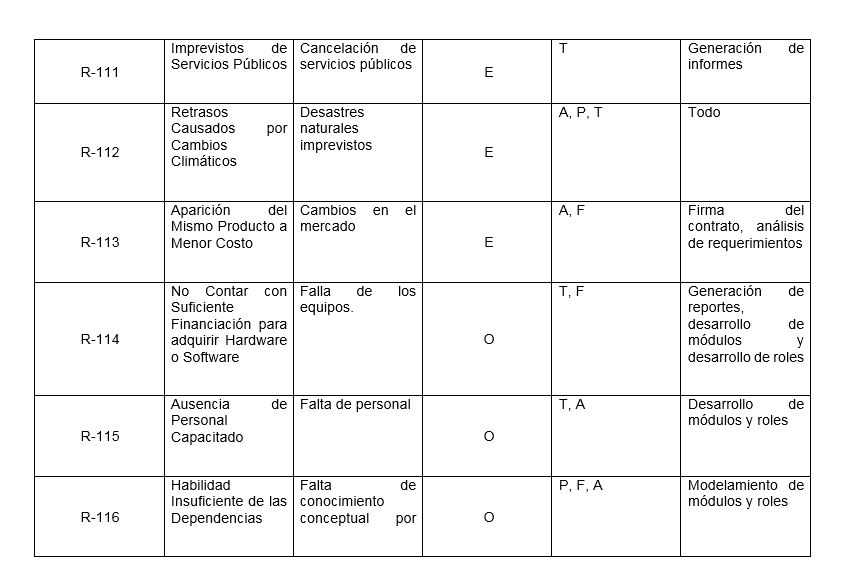 R-111
Imprevistos de
Servicios Públicos
Cancelación de
servicios públicos
E
T
Generación de
informes
R-112
Retrasos
Causados por
Cambios
Climáticos
Desastres
naturales
imprevistos
E
A, P, T
Todo
R-113
Aparición del
Mismo Producto a
Menor Costo
Cambios en el
mercado
E
A, F
Firma del
contrato, análisis
de requerimientos
R-114
No Contar con
Suficiente
Financiación para
adquirir Hardware
o Software
Falla de los
equipos.
O
T, F
Generación de
reportes,
desarrollo de
módulos y
desarrollo de roles
R-115
Ausencia de
Personal
Capacitado
Falta de personal
O
T, A
Desarrollo de
módulos y roles
R-116
Habilidad
Insuficiente de las
Dependencias
Falta de
conocimiento
conceptual por
O
P, F, A
Modelamiento de
módulos y roles